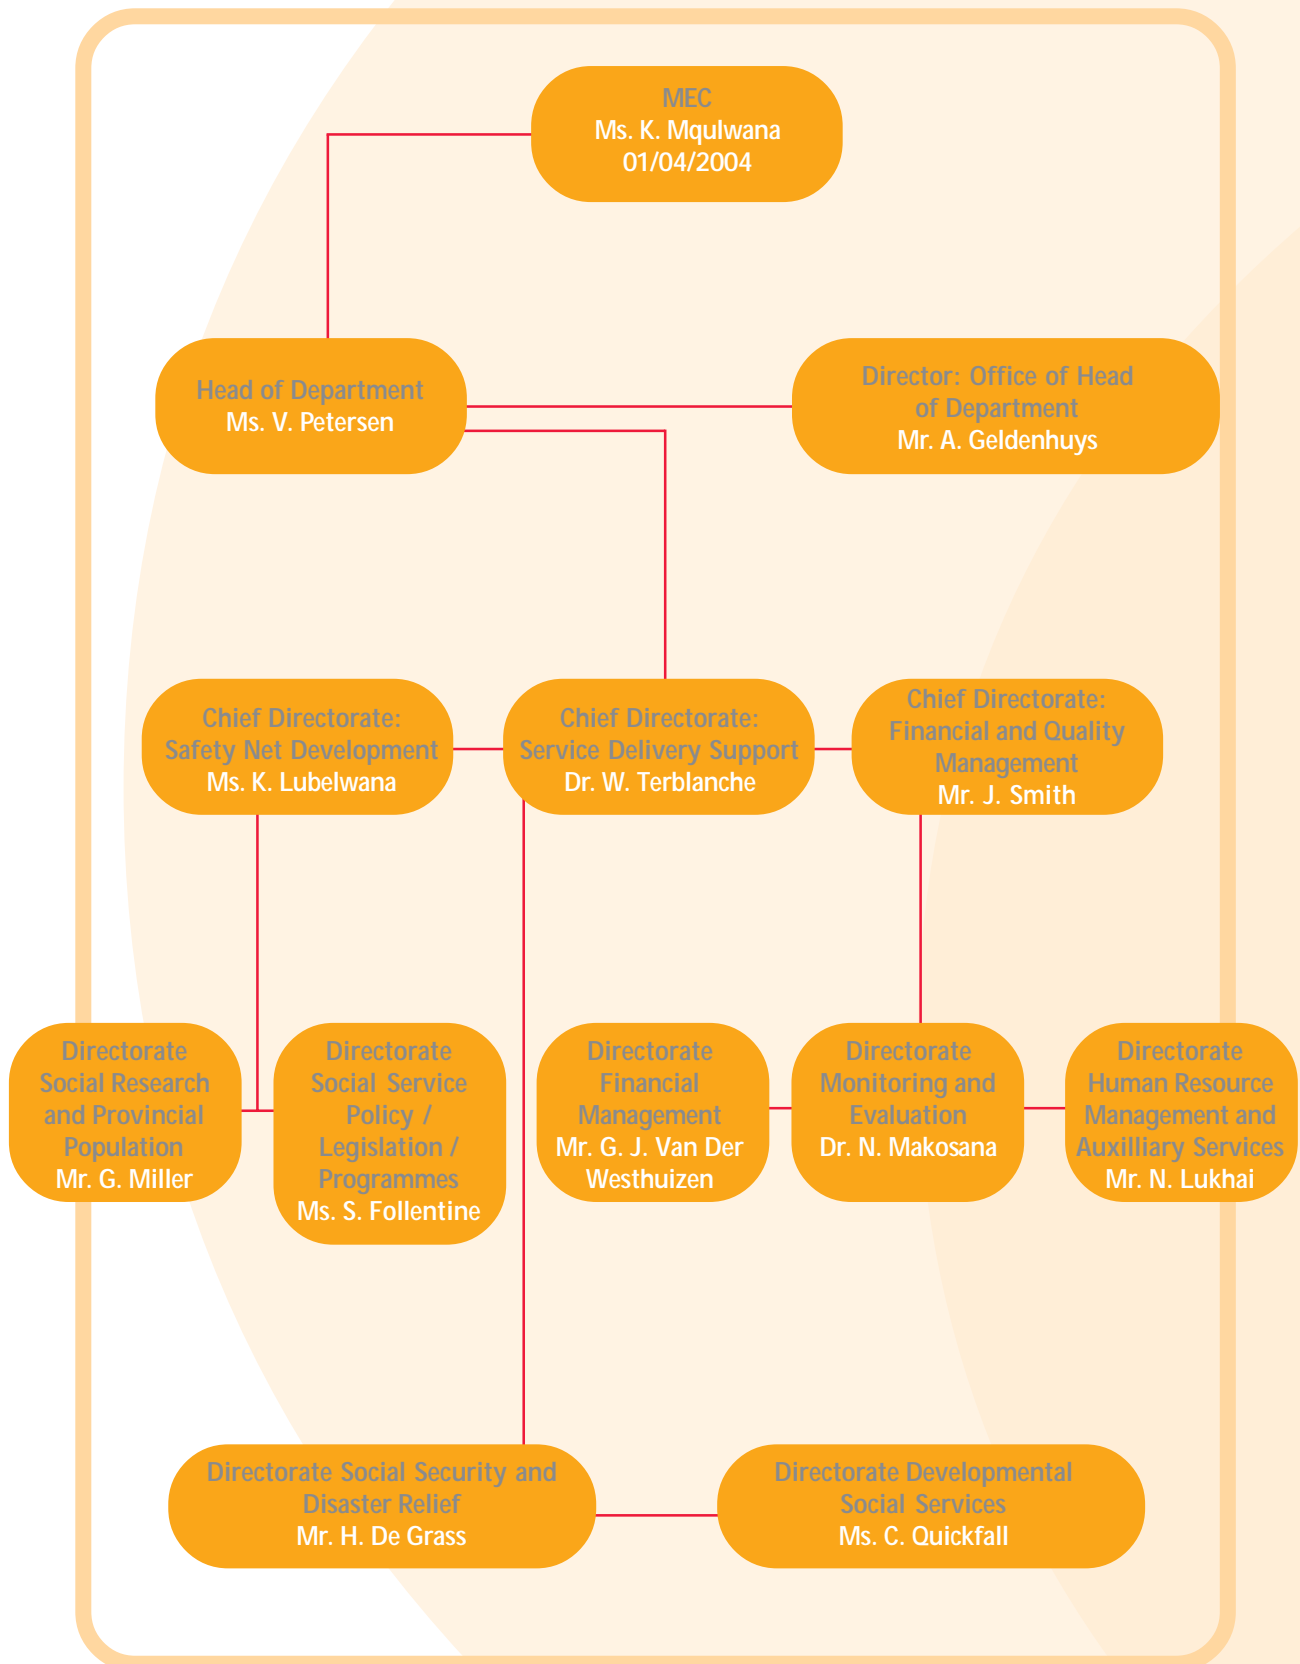 MEC
Ms. K. Mqulwana
01/04/2004
Head of Department
Ms. V. Petersen
Director: Office of Head
of Department
Mr. A. Geldenhuys
Chief Directorate:
Safety Net Development
Ms. K. Lubelwana
Chief Directorate:
Service Delivery Support
Dr. W. Terblanche
Chief Directorate:
Financial and Quality
Management
Mr. J. Smith
Directorate
Social Research
and Provincial
Population
Mr. G. Miller
Directorate
Social Service
Policy /
Legislation /
Programmes
Ms. S. Follentine
Directorate
Financial
Management
Mr. G. J. Van Der
Westhuizen
Directorate
Monitoring and
Evaluation
Dr. N. Makosana
Directorate
Human Resource
Management and
Auxilliary Services
Mr. N. Lukhai
Directorate Social Security and
Disaster Relief
Mr. H. De Grass
Directorate Developmental
Social Services
Ms. C. Quickfall